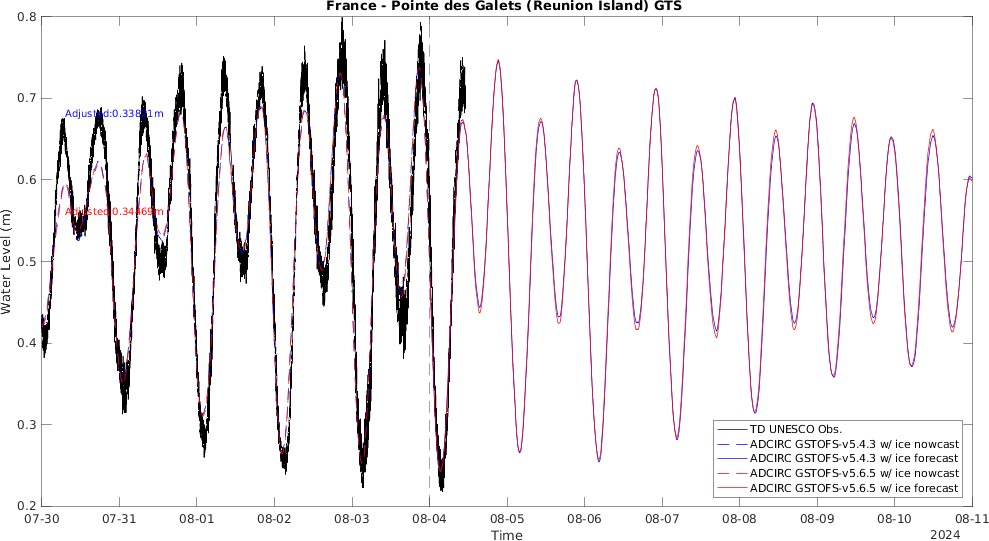 France - Pointe des Galets (Reunion Island) GTS
0.8
0.7
0.6
0.5
0.4
0.3
0.2
Water Level (m)
Adjusted:0.34469m
TD UNESCO Obs.
ADCIRC GSTOFS-v5.4.3 w/ ice nowcast
ADCIRC GSTOFS-v5.4.3 w/ ice forecast
ADCIRC GSTOFS-v5.6.5 w/ ice nowcast
ADCIRC GSTOFS-v5.6.5 w/ ice forecast
07-30 07-31 08-01 08-02 08-03 08-04 08-05 08-06 08-07 08-08 08-09 08-10 08-11
Time
2024